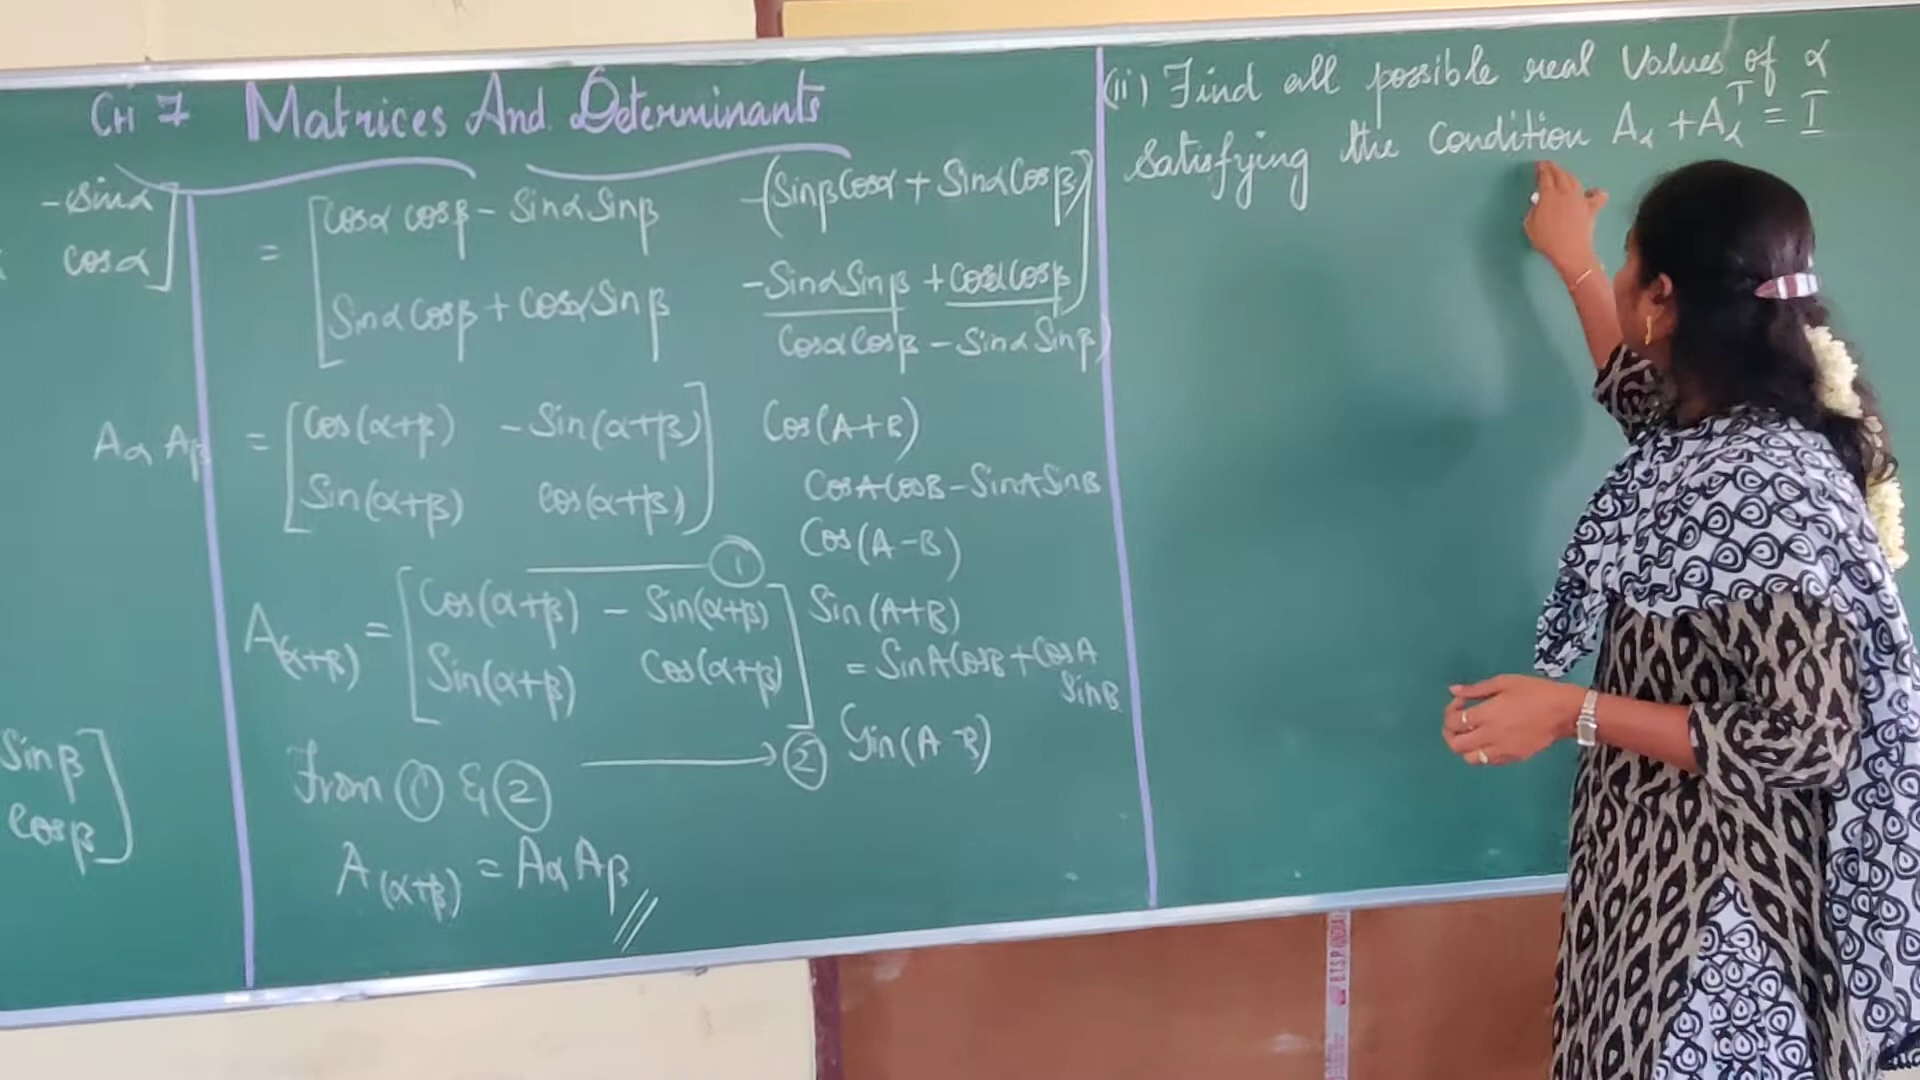 CH 7 Matrices And Determinants
-sinα
cosα
= [cosα cosβ - Sinα Sinβ -(Sinβ Cosα + Sinα Cosβ)
Sinα Cosβ + Cosα Sinβ -Sinα Sinβ + Cosα Cosβ]
Cosα Cosβ - Sinα Sinβ
Aα Aβ = [Cos(α+β) -Sin(α+β)
Sin(α+β) Cos(α+β)]
①
A(α+β) = [Cos(α+β) - Sin(α+β)
Sin(α+β) Cos(α+β)]
②
From ① & ②
A(α+β) = Aα Aβ //
Sinβ
Cosβ
Cos(A+B)
CosA CosB - SinA SinB
Cos(A-B)
Sin(A+B)
= SinA CosB + CosA
SinB
Sin(A-B)
(ii) Find all possible real Values of α
Satisfying the Condition Aα + Aα^T = I
B.T.S.P. (INDIA)